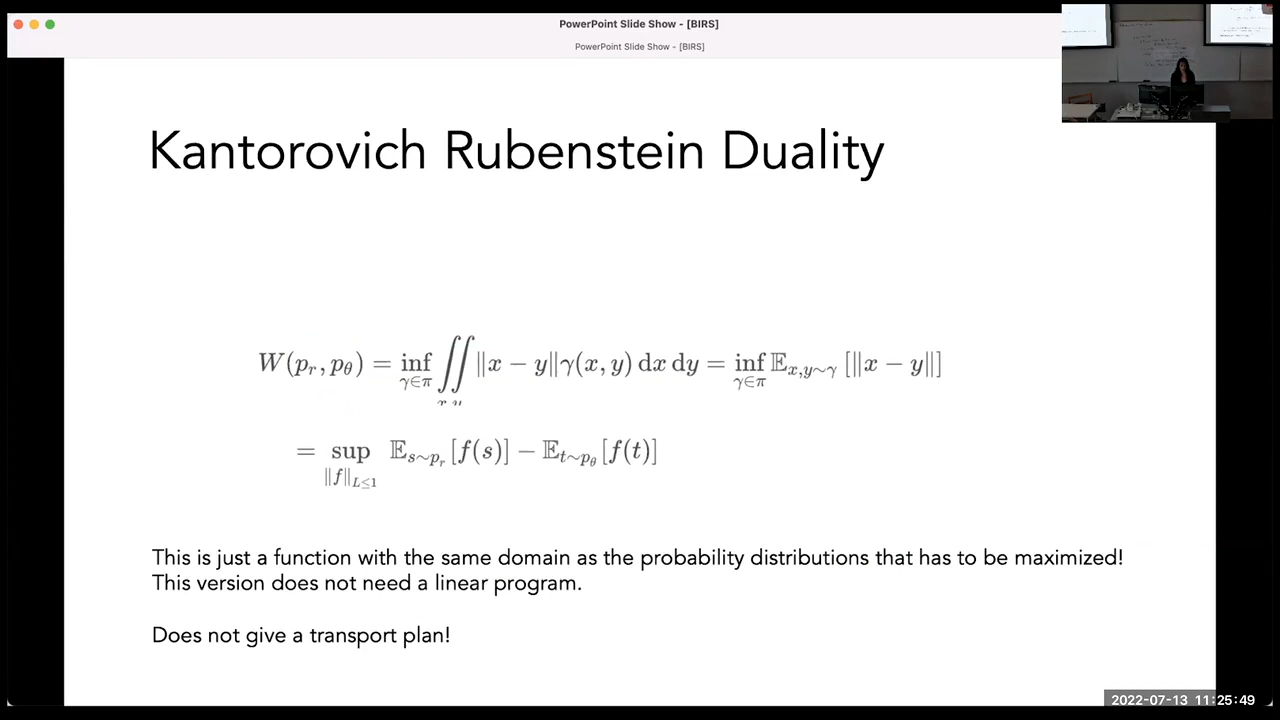 PowerPoint Slide Show - [BIRS]
PowerPoint Slide Show - [BIRS]
Kantorovich Rubenstein Duality
W(p_r, p_θ) = inf_{γ∈π} ∬_{x,y} ‖x − y‖γ(x, y) dx dy = inf_{γ∈π} 𝔼_{x,y∼γ} [‖x − y‖]
= sup_{‖f‖_{L≤1}} 𝔼_{s∼p_r} [f(s)] − 𝔼_{t∼p_θ} [f(t)]
This is just a function with the same domain as the probability distributions that has to be maximized!
This version does not need a linear program.
Does not give a transport plan!
2022-07-13 11:25:49